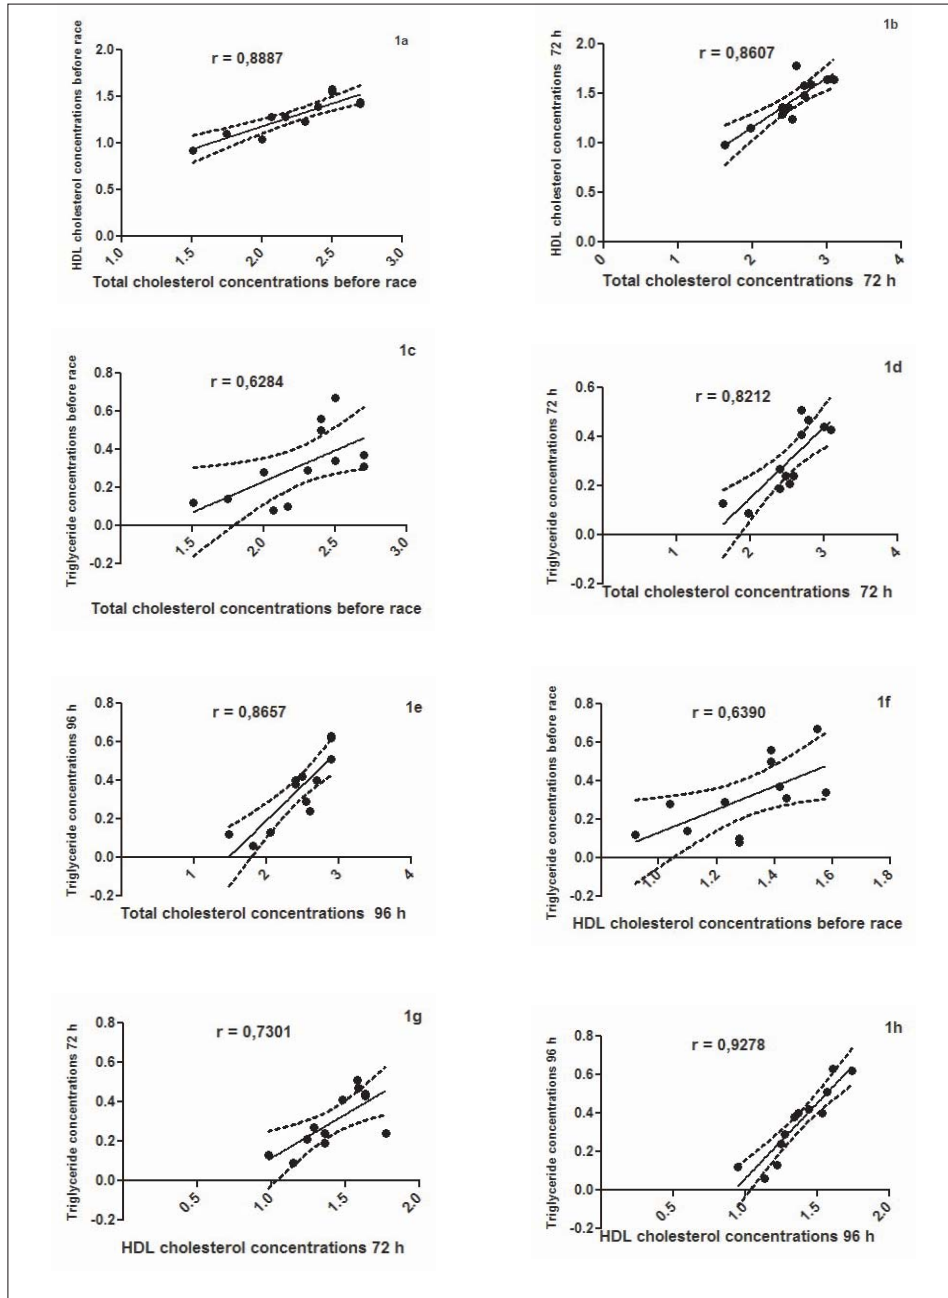 1a
r = 0,8887
HDL cholesterol concentrations before race
2.0
1.5
1.0
0.5
0.0
1.0
1.5
2.0
2.5
3.0
Total cholesterol concentrations before race
1b
r = 0,8607
HDL cholesterol concentrations 72 h
2.0
1.5
1.0
0.5
0.0
0
1
2
3
4
Total cholesterol concentrations 72 h
1c
r = 0,6284
Triglyceride concentrations before race
0.8
0.6
0.4
0.2
0.0
-0.2
1.5
2.0
2.5
3.0
Total cholesterol concentrations before race
1d
r = 0,8212
Triglyceride concentrations 72 h
0.6
0.4
0.2
0.0
-0.2
1
2
3
4
Total cholesterol concentrations 72 h
1e
r = 0,8657
Triglyceride concentrations 96 h
0.8
0.6
0.4
0.2
0.0
-0.2
1
2
3
4
Total cholesterol concentrations 96 h
1f
r = 0,6390
Triglyceride concentrations before race
0.8
0.6
0.4
0.2
0.0
-0.2
1.0
1.2
1.4
1.6
1.8
HDL cholesterol concentrations before race
1g
r = 0,7301
Triglyceride concentrations 72 h
0.8
0.6
0.4
0.2
0.0
-0.2
0.5
1.0
1.5
2.0
HDL cholesterol concentrations 72 h
1h
r = 0,9278
Triglyceride concentrations 96 h
0.8
0.6
0.4
0.2
0.0
-0.2
0.5
1.0
1.5
2.0
HDL cholesterol concentrations 96 h